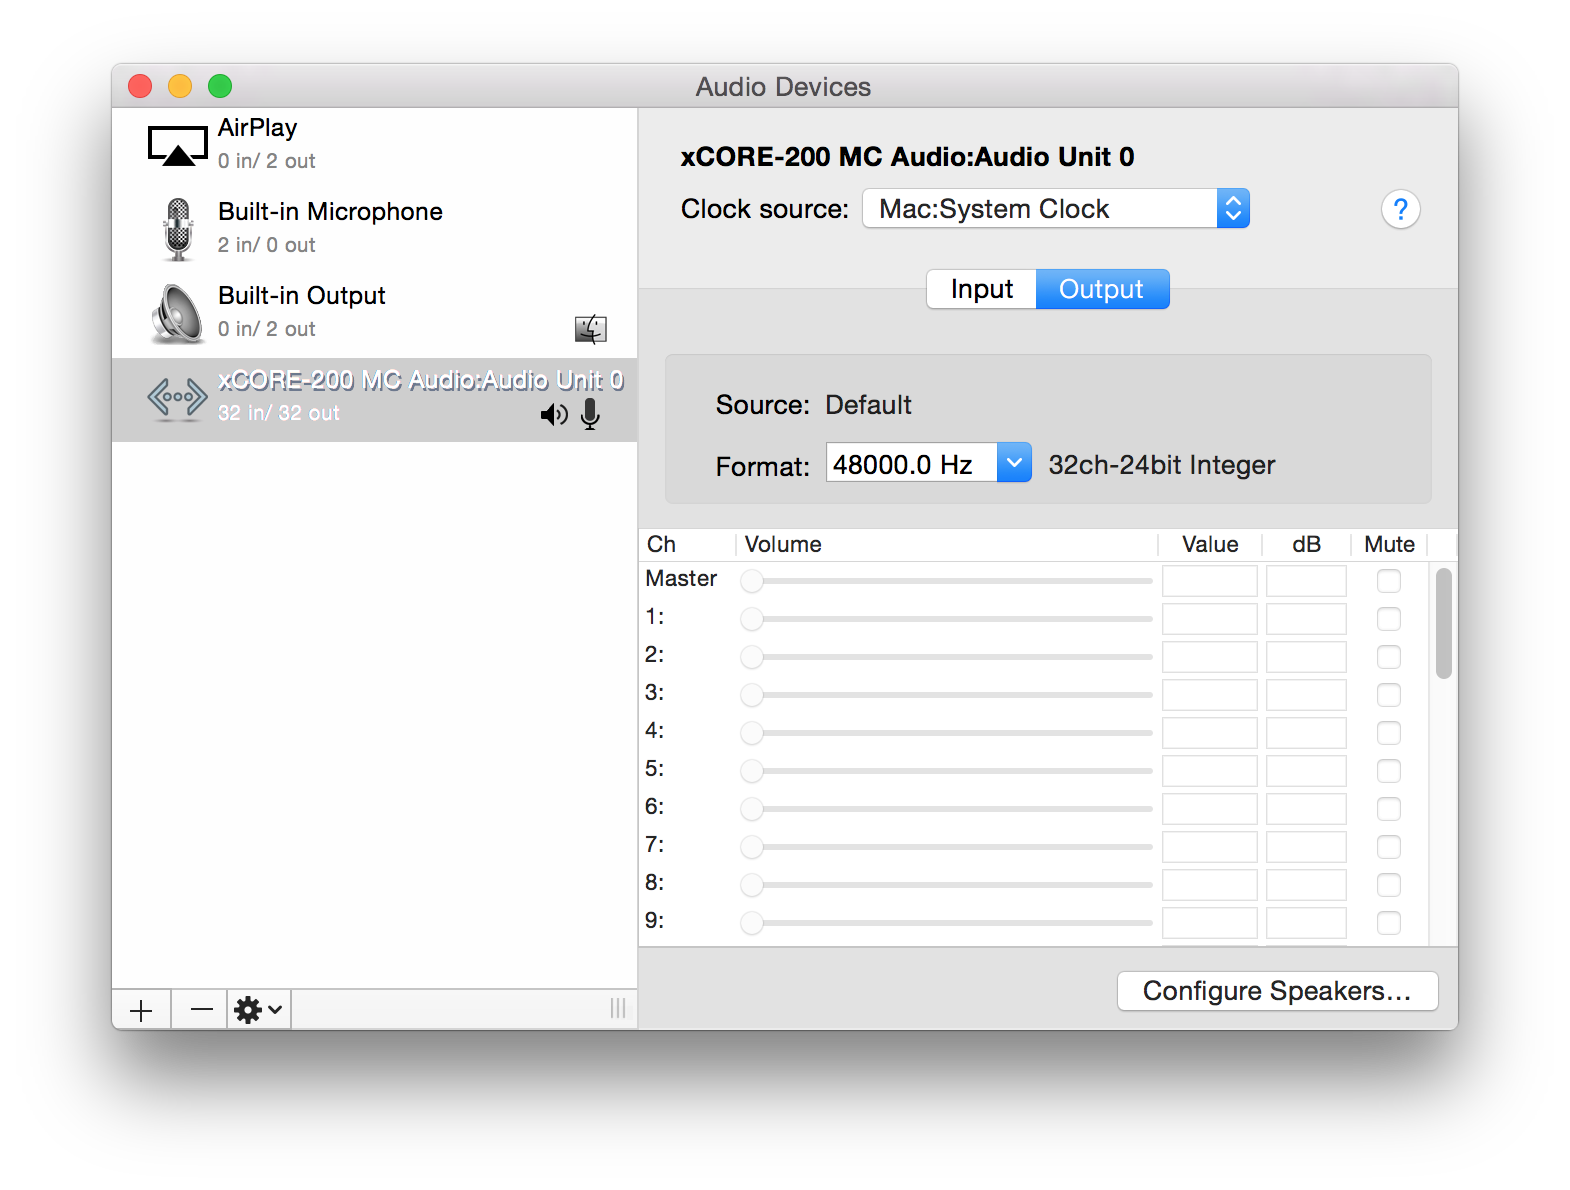 Audio Devices
AirPlay
0 in/ 2 out
Built-in Microphone
2 in/ 0 out
Built-in Output
0 in/ 2 out
xCORE-200 MC Audio:Audio Unit 0
32 in/ 32 out
xCORE-200 MC Audio:Audio Unit 0
Clock source: Mac:System Clock ?
Input Output
Source: Default
Format: 48000.0 Hz 32ch-24bit Integer
Ch Volume Value dB Mute
Master
1:
2:
3:
4:
5:
6:
7:
8:
9:
Configure Speakers...